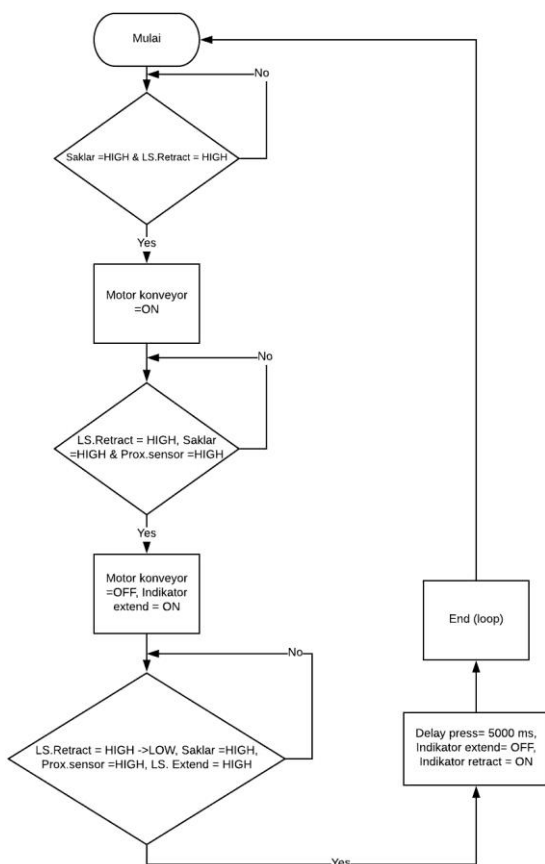 Mulai
No
Saklar =HIGH & LS.Retract = HIGH
Yes
Motor konveyor
=ON
No
LS.Retract = HIGH, Saklar
=HIGH & Prox.sensor =HIGH
Yes
Motor konveyor
=OFF, Indikator
extend = ON
No
LS.Retract = HIGH ->LOW, Saklar =HIGH,
Prox.sensor =HIGH, LS. Extend = HIGH
Yes
Delay press= 5000 ms,
Indikator extend= OFF,
Indikator retract = ON
End (loop)